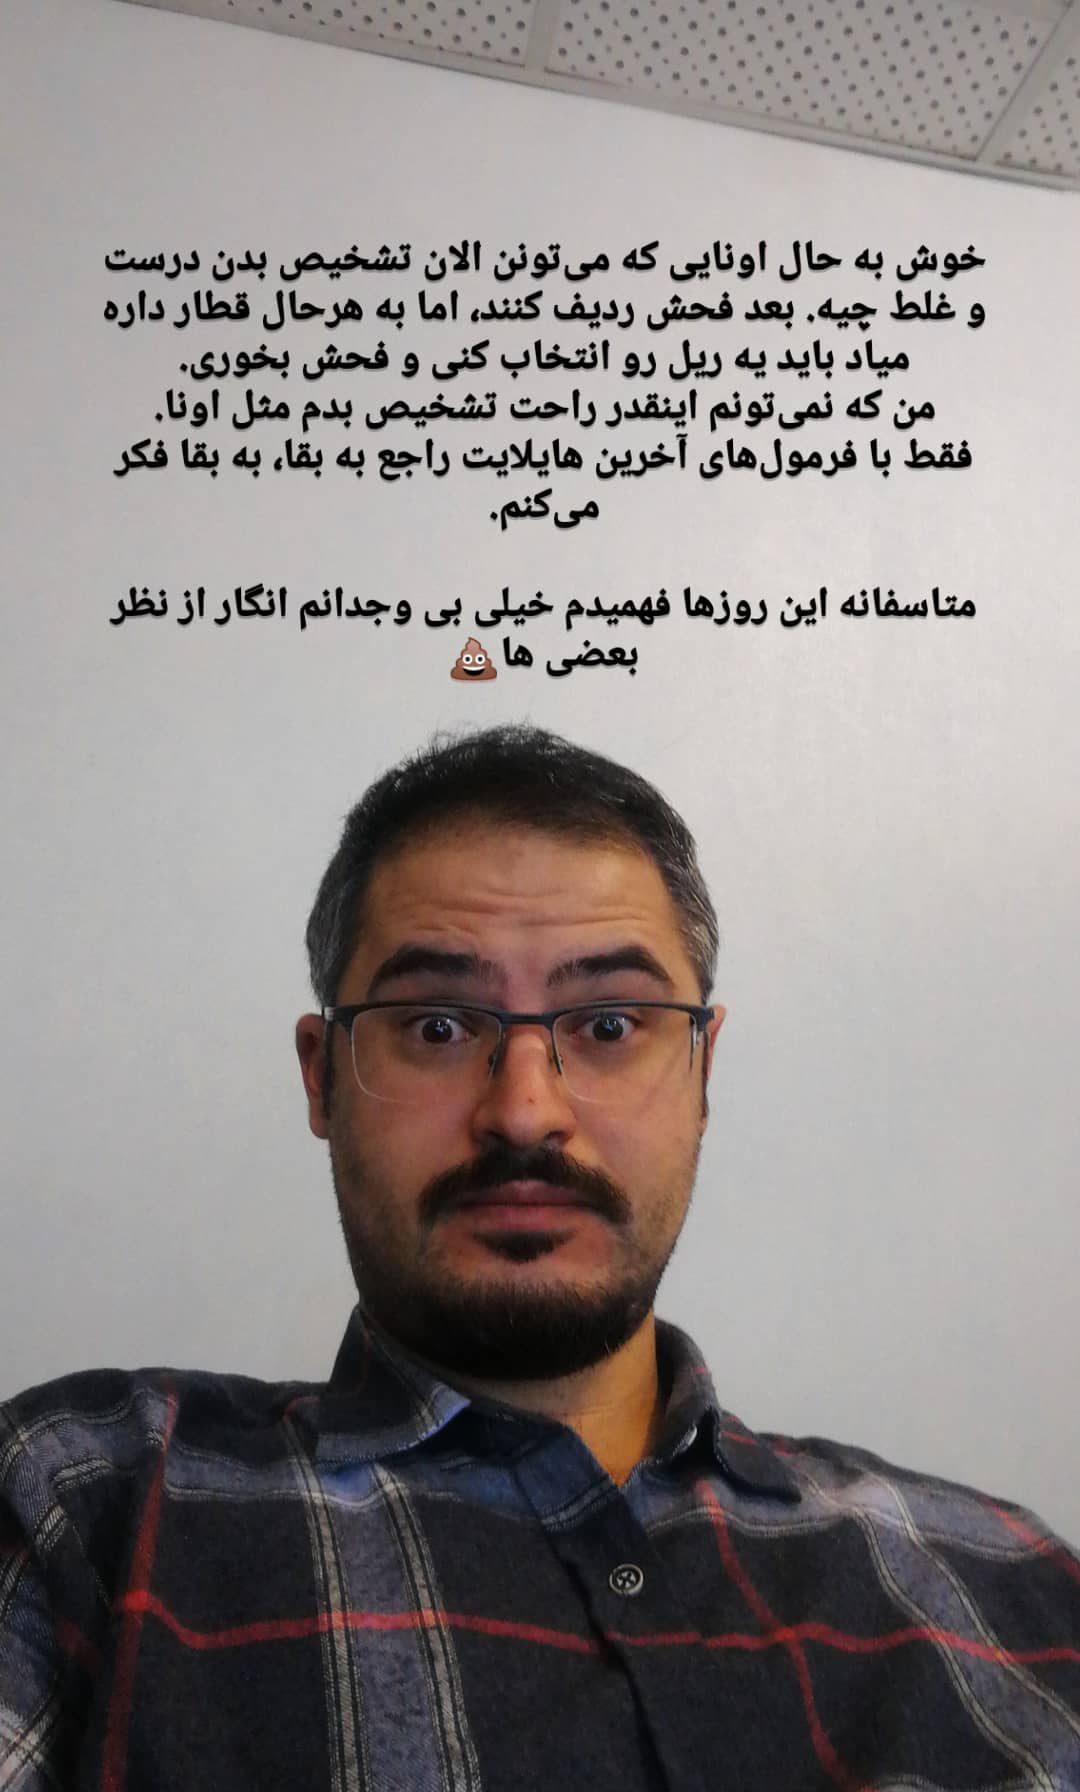 خوش به حال اونایی که می‌تونن الان تشخیص بدن درست
و غلط چیه. بعد فحش ردیف کنند، اما به هرحال قطار داره
میاد باید یه ریل رو انتخاب کنی و فحش بخوری.
من که نمی‌تونم اینقدر راحت تشخیص بدم مثل اونا.
فقط با فرمول‌های آخرین هایلایت راجع به بقا، به بقا فکر
می‌کنم.
متاسفانه این روزها فهمیدم خیلی بی وجدانم انگار از نظر
بعضی ها💩